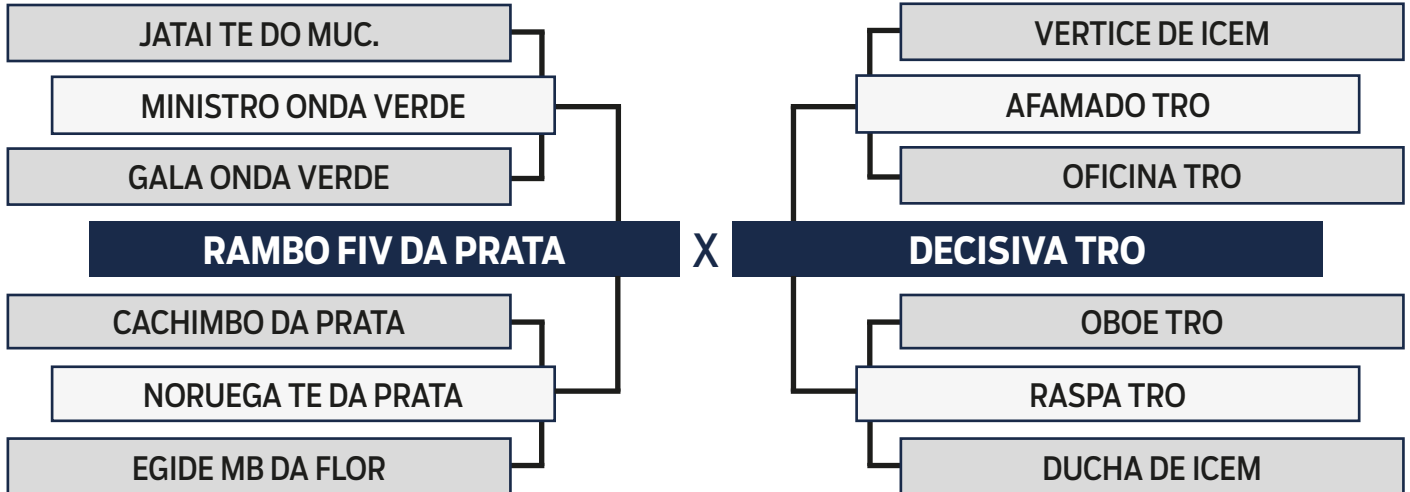 JATAI TE DO MUC.
MINISTRO ONDA VERDE
GALA ONDA VERDE
RAMBO FIV DA PRATA
CACHIMBO DA PRATA
NORUEGA TE DA PRATA
EGIDE MB DA FLOR
X
VERTICE DE ICEM
AFAMADO TRO
OFICINA TRO
DECISIVA TRO
OBOE TRO
RASPA TRO
DUCHA DE ICEM